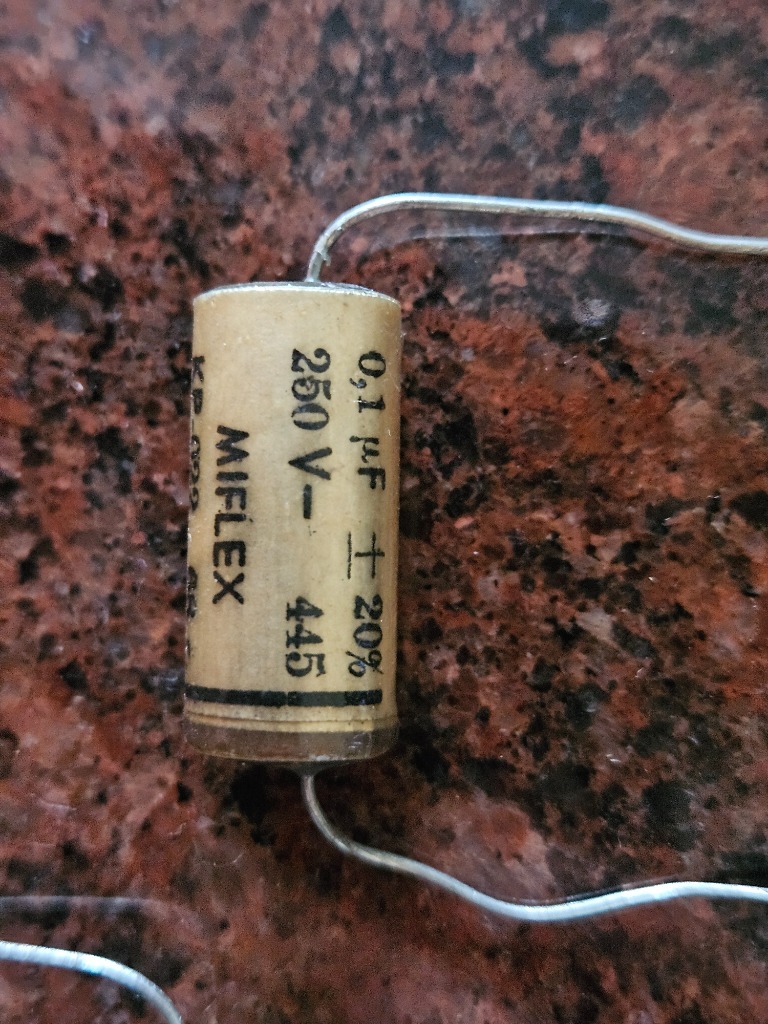 0,1 µF ± 20%
250 V – 445
MIFLEX